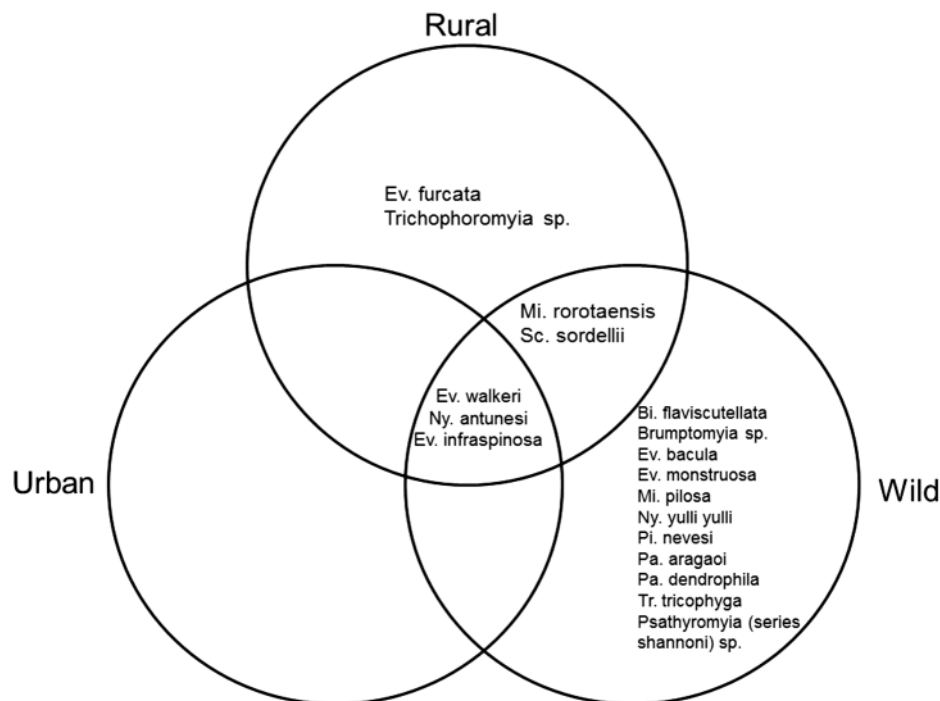 Rural
Ev. furcata
Trichophoromyia sp.
Mi. rorotaensis
Sc. sordellii
Ev. walkeri
Ny. antunesi
Ev. infraspinosa
Urban
Bi. flaviscutellata
Brumptomyia sp.
Ev. bacula
Ev. monstruosa
Mi. pilosa
Ny. yulli yulli
Pi. nevesi
Pa. aragaoi
Pa. dendrophila
Tr. tricophyga
Psathyromyia (series
shannoni) sp.
Wild